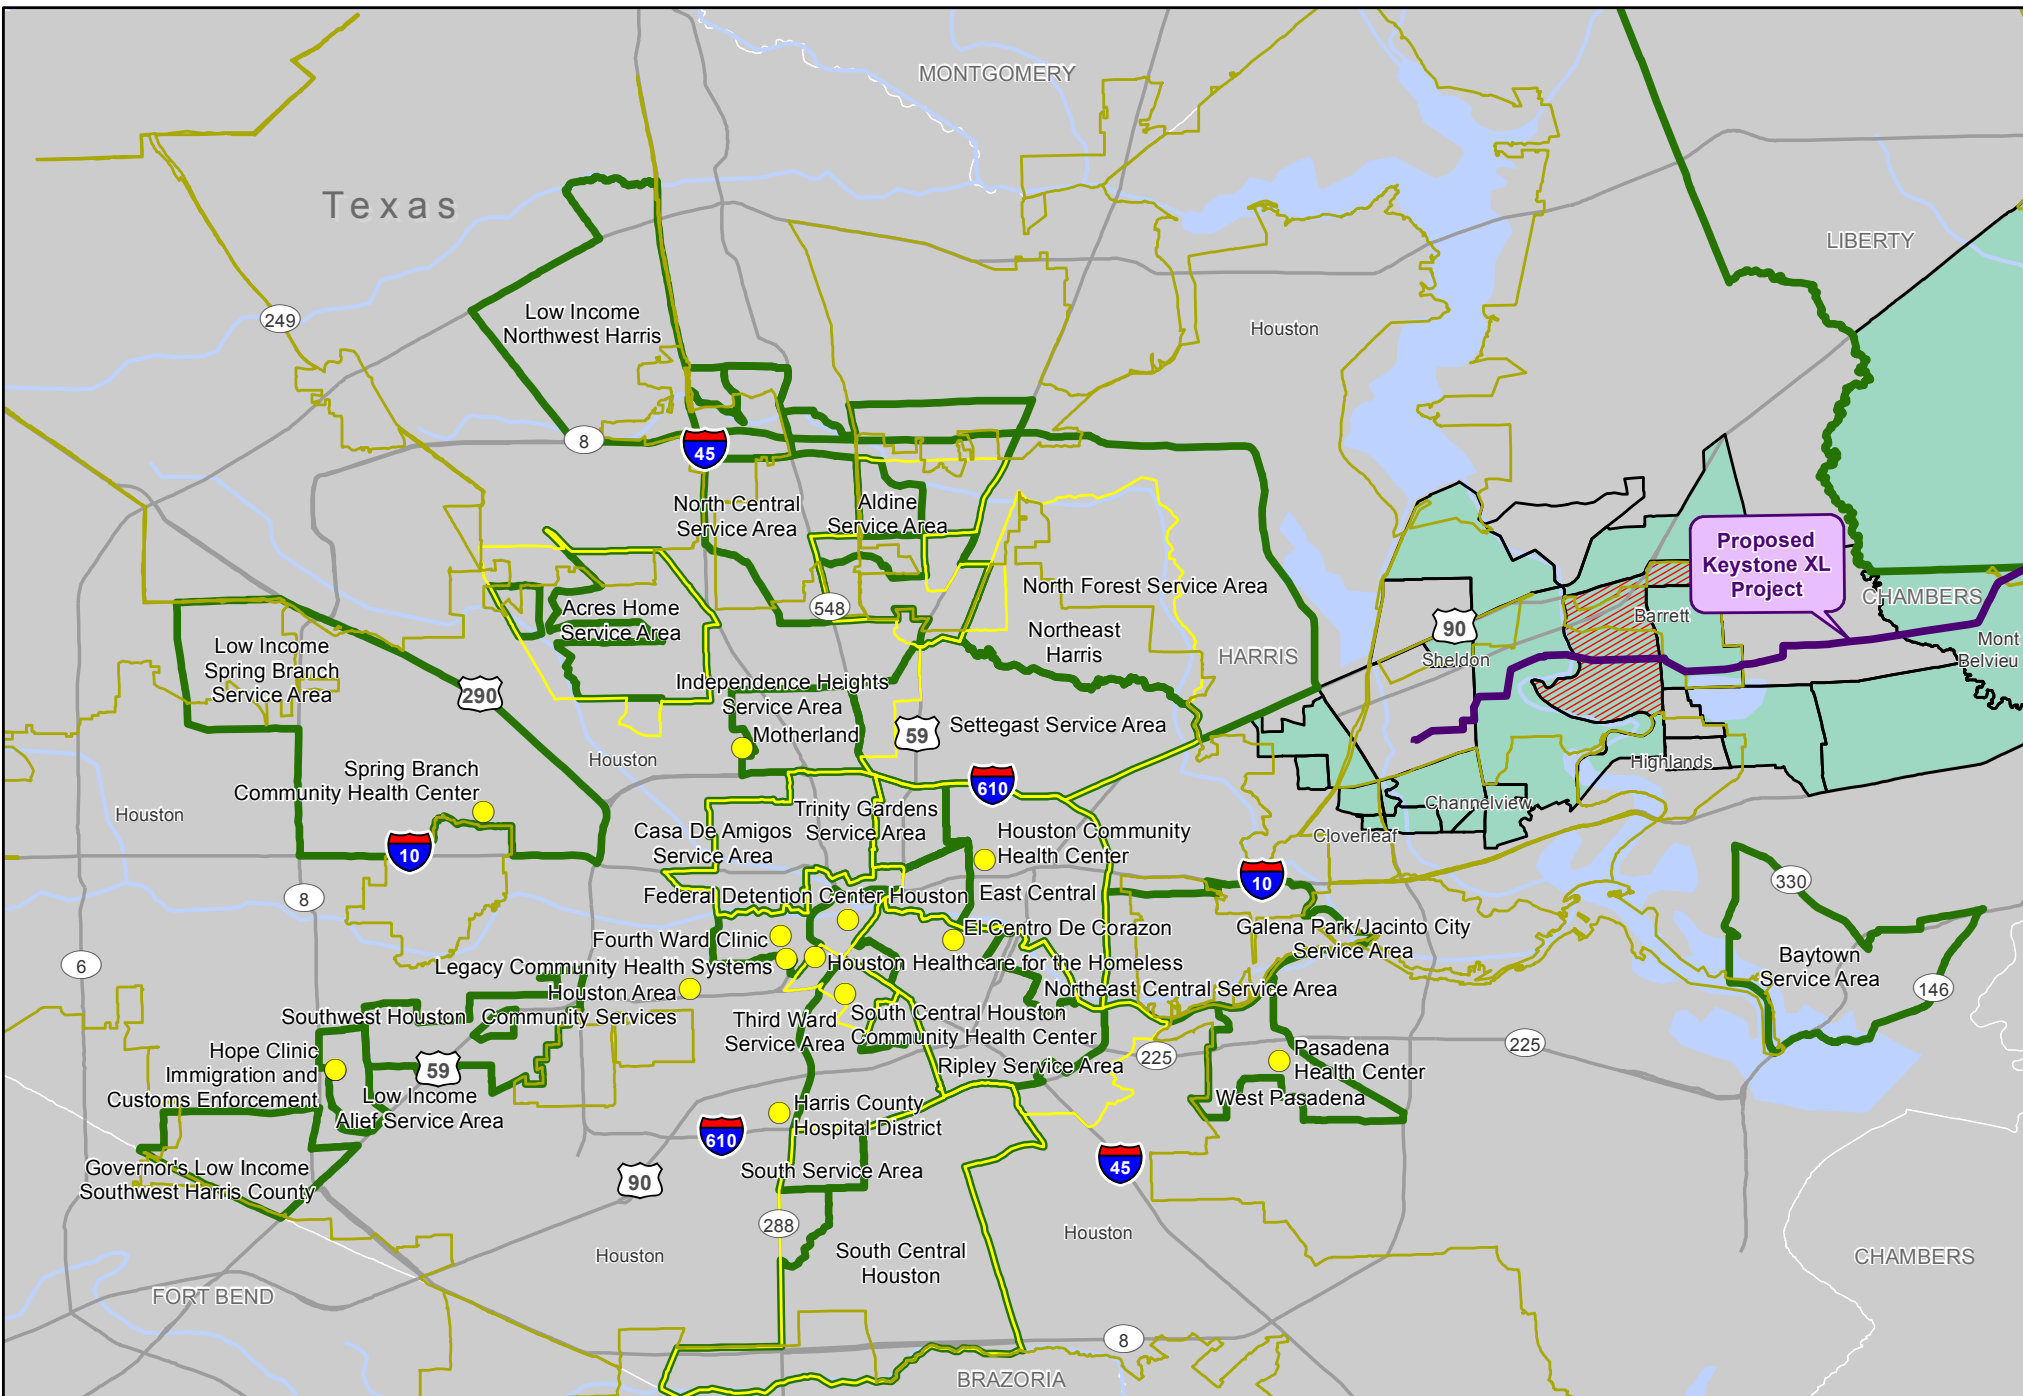 MONTGOMERY
Texas
LIBERTY
249
Low Income
Northwest Harris
Houston
8
45
North Central
Service Area
Aldine
Service Area
Proposed
Keystone XL
Project
North Forest Service Area
CHAMBERS
548
Acres Home
Service Area
Barrett
90
Northeast
Harris
Mont
Belvieu
HARRIS
Sheldon
Low Income
Spring Branch
Service Area
290
Independence Heights
Service Area
59
Settegast Service Area
Motherland
Houston
Highlands
Spring Branch
Community Health Center
610
Houston
Trinity Gardens
Service Area
Channelview
Casa De Amigos
Service Area
Houston Community
Health Center
Cloverleaf
10
10
330
8
Federal Detention Center Houston
East Central
Fourth Ward Clinic
El Centro De Corazon
Galena Park/Jacinto City
Service Area
6
Legacy Community Health Systems
Houston Healthcare for the Homeless
Baytown
Service Area
Houston Area
Community Services
Northeast Central Service Area
146
Southwest Houston
Third Ward
Service Area
South Central Houston
Community Health Center
225
225
Hope Clinic
Immigration and
Customs Enforcement
59
Ripley Service Area
Pasadena
Health Center
Low Income
Alief Service Area
West Pasadena
Harris County
Hospital District
610
45
Governor's Low Income
Southwest Harris County
90
South Service Area
288
Houston
Houston
South Central
Houston
CHAMBERS
FORT BEND
8
BRAZORIA